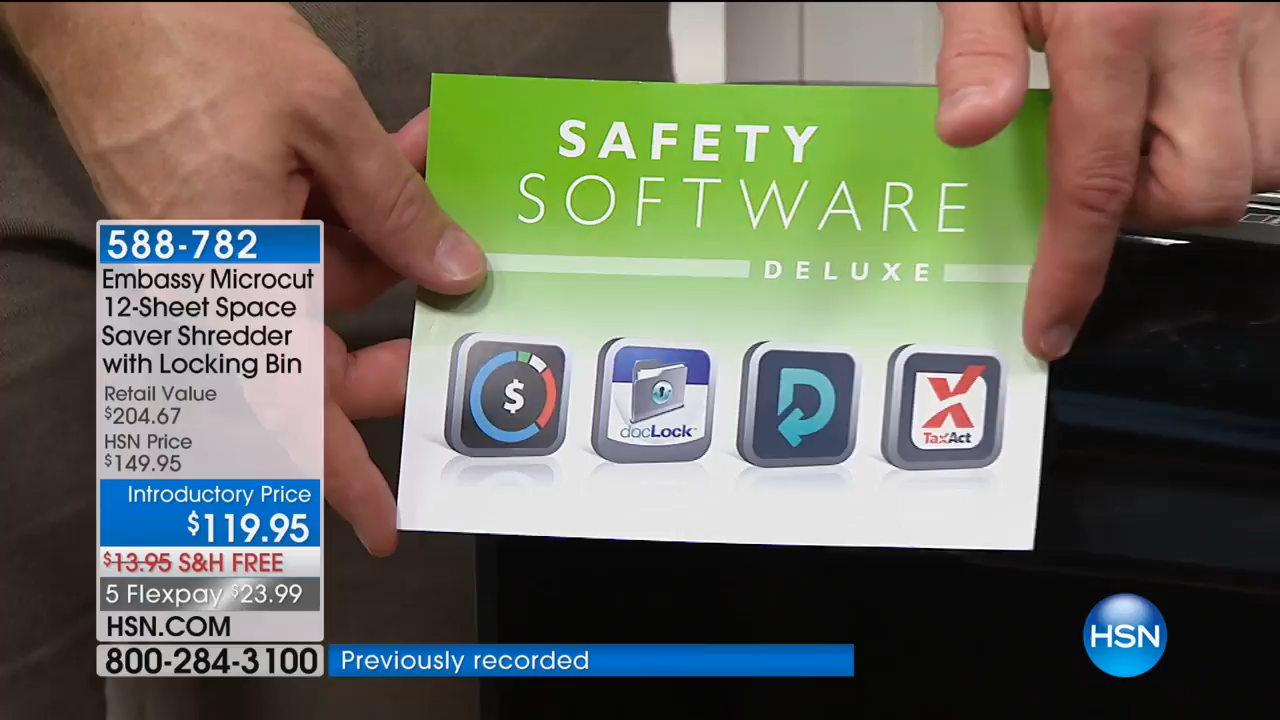 SAFETY
SOFTWARE
DELUXE
$
docLock
TaxAct
588-782
Embassy Microcut
12-Sheet Space
Saver Shredder
with Locking Bin
Retail Value
$204.67
HSN Price
$149.95
Introductory Price
$119.95
$13.95 S&H FREE
5 Flexpay $23.99
HSN.COM
800-284-3100
Previously recorded
HSN